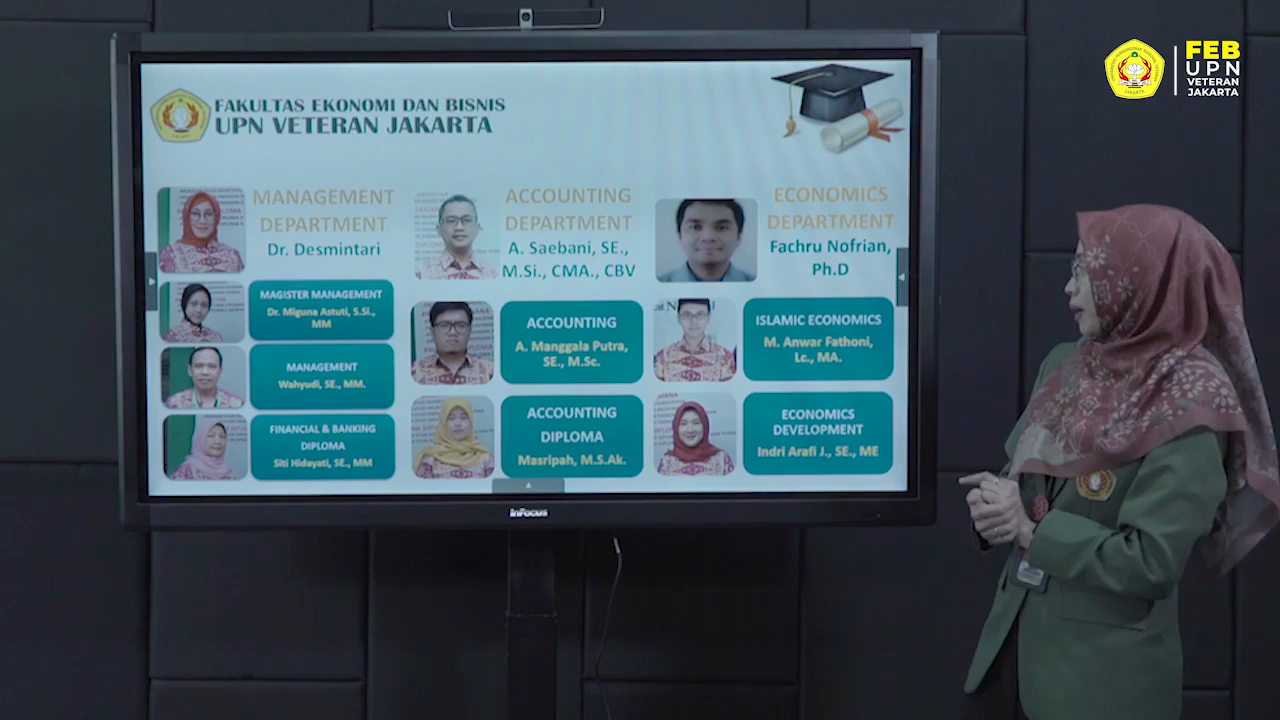 FEB
UPN
VETERAN
JAKARTA
FAKULTAS EKONOMI DAN BISNIS
UPN VETERAN JAKARTA
MANAGEMENT
DEPARTMENT
Dr. Desmintari
MAGISTER MANAGEMENT
Dr. Miguna Astuti, S.Si.,
MM
MANAGEMENT
Wahyudi, SE., MM.
FINANCIAL & BANKING
DIPLOMA
Siti Hidayati, SE., MM
ACCOUNTING
DEPARTMENT
A. Saebani, SE.,
M.Si., CMA., CBV
ACCOUNTING
A. Manggala Putra,
SE., M.Sc.
ACCOUNTING
DIPLOMA
Masripah, M.S.Ak.
ECONOMICS
DEPARTMENT
Fachru Nofrian,
Ph.D
ISLAMIC ECONOMICS
M. Anwar Fathoni,
Lc., MA.
ECONOMICS
DEVELOPMENT
Indri Arafi J., SE., ME
InFocus